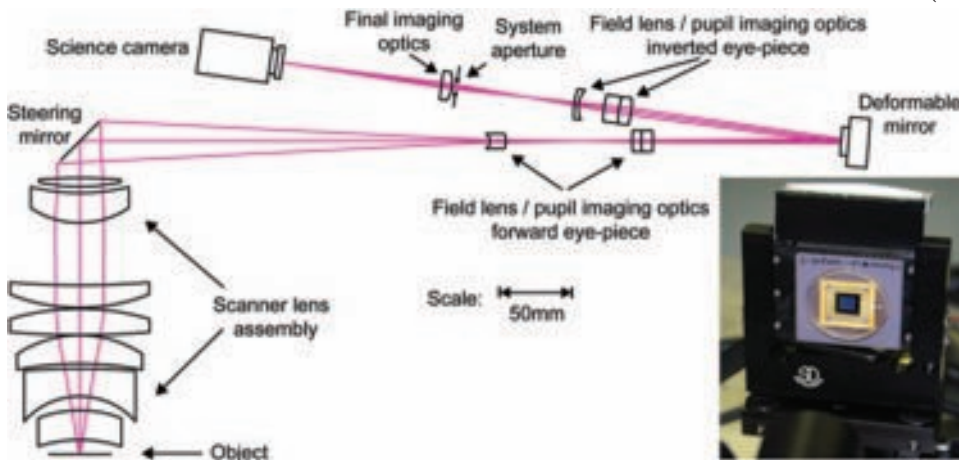 Science camera
Final imaging
optics
System
aperture
Field lens / pupil imaging optics
inverted eye-piece
Deformable
mirror
Steering
mirror
Field lens / pupil imaging optics
forward eye-piece
Scanner lens
assembly
Scale:
50mm
Object